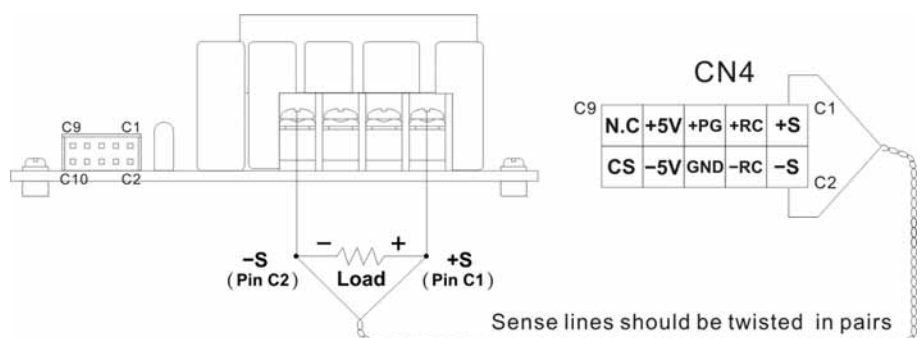 CN4
C9 C1
C10 C2
C9 C1
N.C +5V +PG +RC +S
CS −5V GND −RC −S
C2
− +
−S Load +S
(Pin C2) (Pin C1)
Sense lines should be twisted in pairs